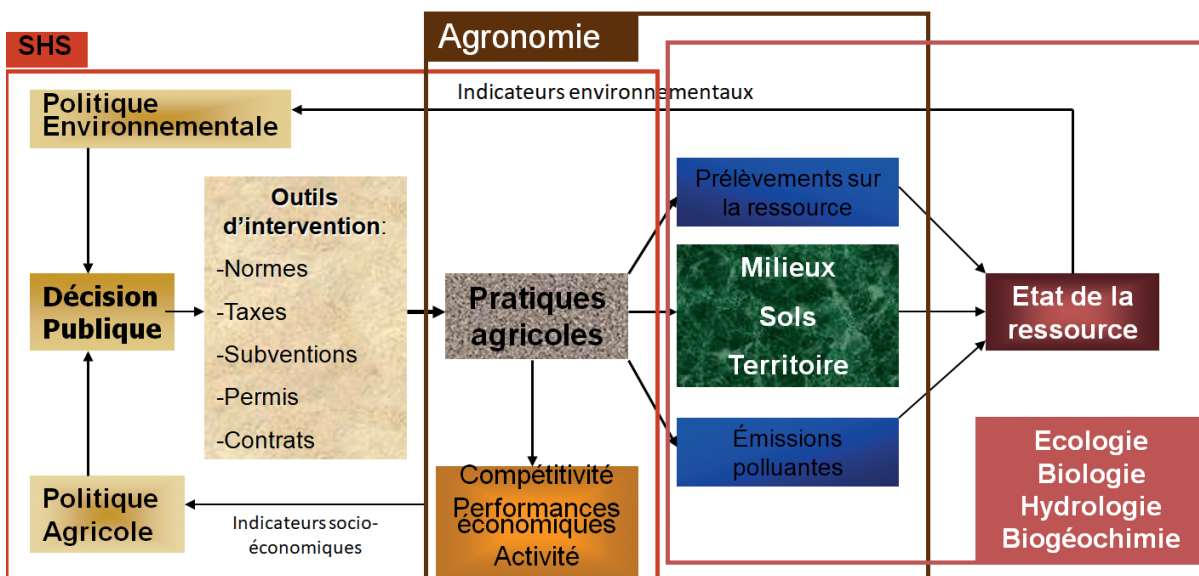 SHS
Agronomie
Indicateurs environnementaux
Politique
Environnementale
Outils
d’intervention:
-Normes
-Taxes
-Subventions
-Permis
-Contrats
Décision
Publique
Politique
Agricole
Indicateurs socio-
économiques
Pratiques
agricoles
Compétitivité
Performances
économiques
Activité
Prélèvements sur
la ressource
Milieux
Sols
Territoire
Émissions
polluantes
Etat de la
ressource
Ecologie
Biologie
Hydrologie
Biogéochimie